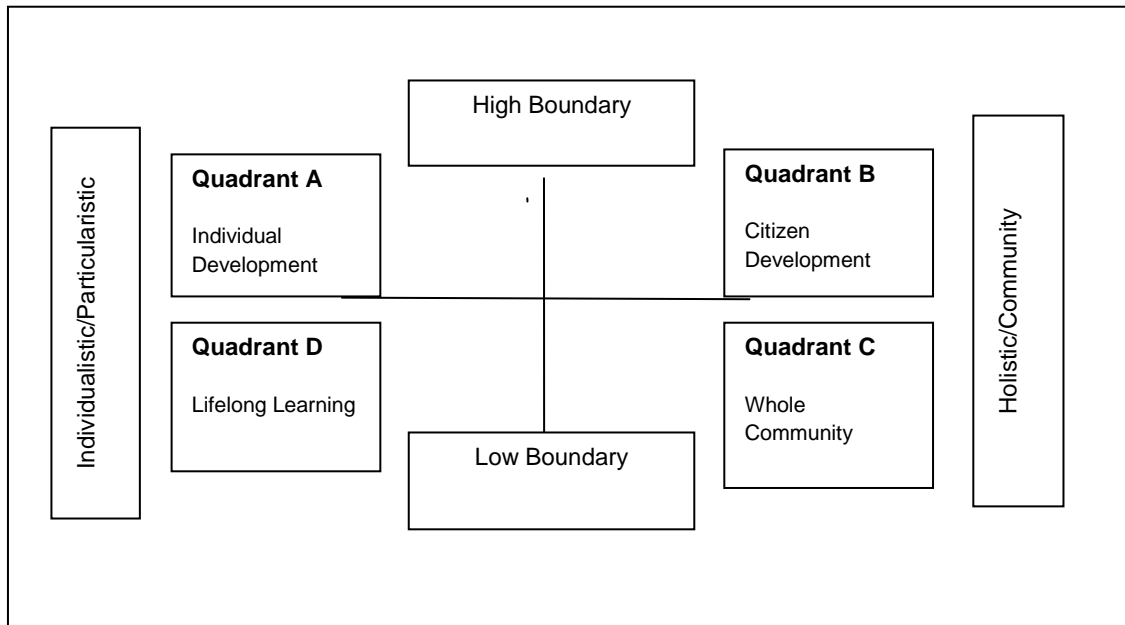 High Boundary
Individualistic/Particularistic
Quadrant A
Individual
Development
Quadrant B
Citizen
Development
Holistic/Community
Quadrant D
Lifelong Learning
Quadrant C
Whole
Community
Low Boundary